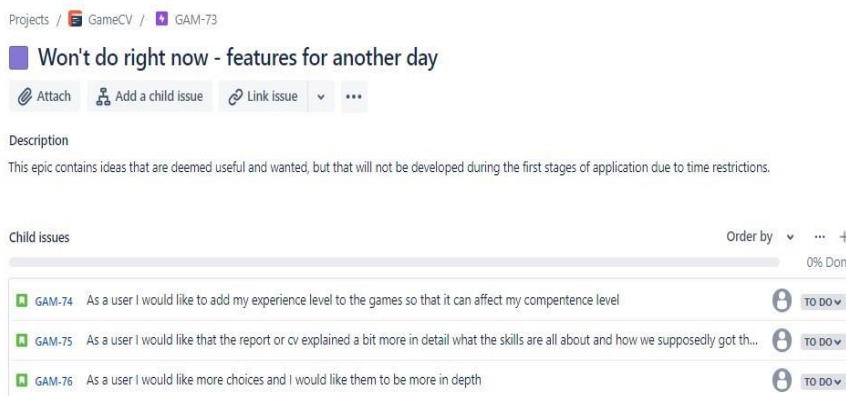 Projects / GameCV / GAM-73
Won't do right now - features for another day
Attach Add a child issue Link issue
Description
This epic contains ideas that are deemed useful and wanted, but that will not be developed during the first stages of application due to time restrictions.
Child issues Order by
0% Don
GAM-74 As a user I would like to add my experience level to the games so that it can affect my compentence level TO DO
GAM-75 As a user I would like that the report or cv explained a bit more in detail what the skills are all about and how we supposedly got th... TO DO
GAM-76 As a user I would like more choices and I would like them to be more in depth TO DO